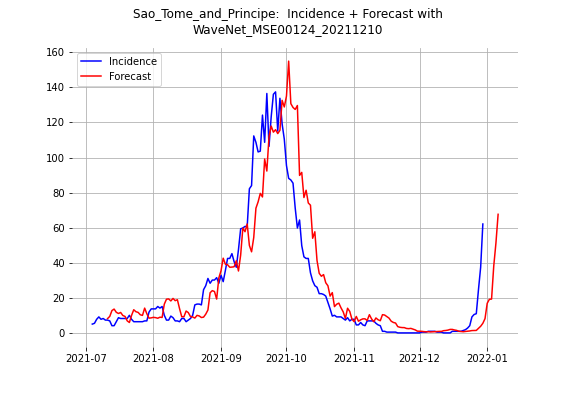 Sao_Tome_and_Principe:  Incidence + Forecast with
WaveNet_MSE00124_20211210
Incidence
Forecast
160
140
120
100
80
60
40
20
0
2021-07 2021-08 2021-09 2021-10 2021-11 2021-12 2022-01